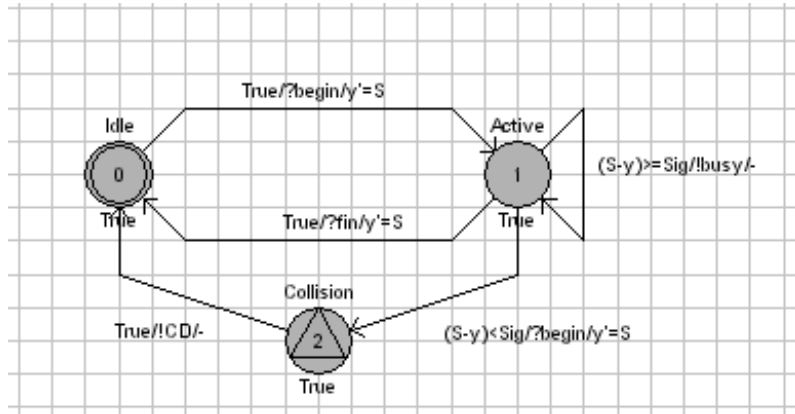 True/?begin/y'=S
Idle
Active
0
1
(S-y)>=Sig/!busy/-
True
True/?fin/y'=S
True
Collision
True/!CD/-
2
(S-y)<Sig/?begin/y'=S
True